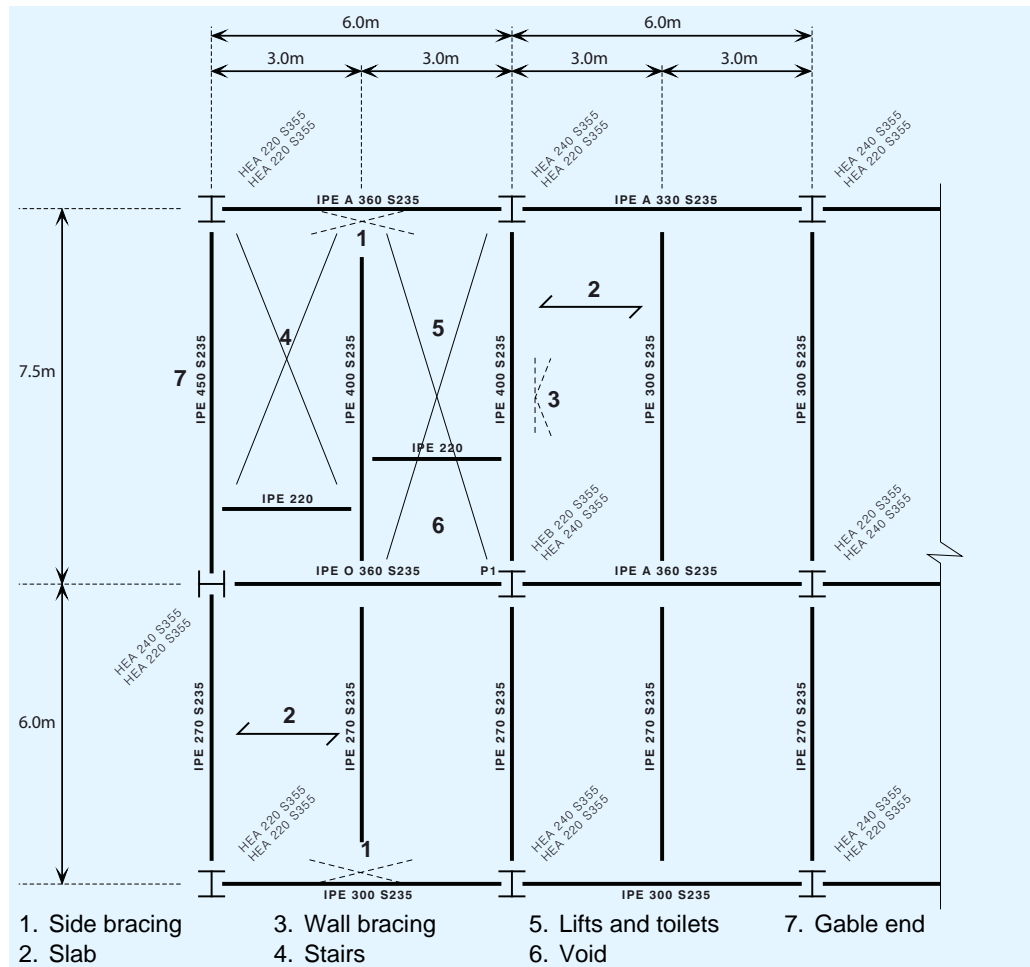 6.0m 6.0m
3.0m 3.0m 3.0m 3.0m
HEA 220 S355
HEA 220 S355
HEA 240 S355
HEA 220 S355
HEA 240 S355
HEA 220 S355
IPE A 360 S235
IPE A 330 S235
1
7.5m
7
IPE 450 S235
4
IPE 400 S235
5
IPE 400 S235
2
3
IPE 300 S235
IPE 300 S235
IPE 220
IPE 220
6
HEB 220 S355
HEA 240 S355
HEA 220 S355
HEA 240 S355
IPE O 360 S235
P1
IPE A 360 S235
HEA 240 S355
HEA 220 S355
6.0m
IPE 270 S235
2
IPE 270 S235
IPE 270 S235
IPE 270 S235
IPE 270 S235
HEA 220 S355
HEA 220 S355
HEA 240 S355
HEA 220 S355
HEA 240 S355
HEA 220 S355
1
IPE 300 S235
IPE 300 S235
1. Side bracing
2. Slab
3. Wall bracing
4. Stairs
5. Lifts and toilets
6. Void
7. Gable end